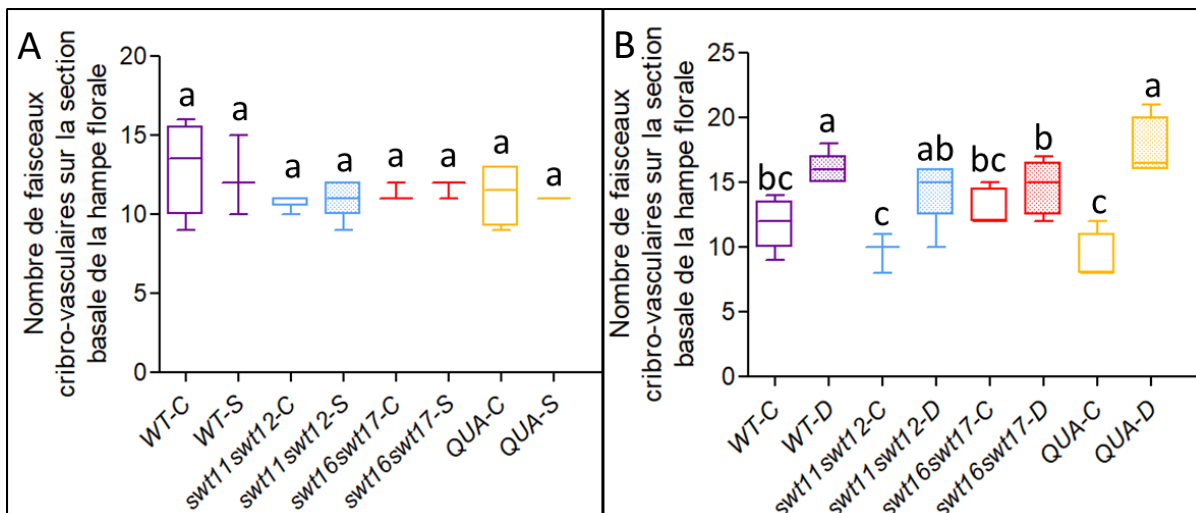 A
Nombre de faisceaux
cribro-vasculaires sur la section
basale de la hampe florale
20
15
10
5
0
a
a
a
a
a
a
a
a
WT-C
WT-S
swt11swt12-C
swt11swt12-S
swt16swt17-C
swt16swt17-S
QUA-C
QUA-S
B
Nombre de faisceaux
cribro-vasculaires sur la section
basale de la hampe florale
25
20
15
10
5
0
bc
a
c
ab
bc
b
c
a
WT-C
WT-D
swt11swt12-C
swt11swt12-D
swt16swt17-C
swt16swt17-D
QUA-C
QUA-D